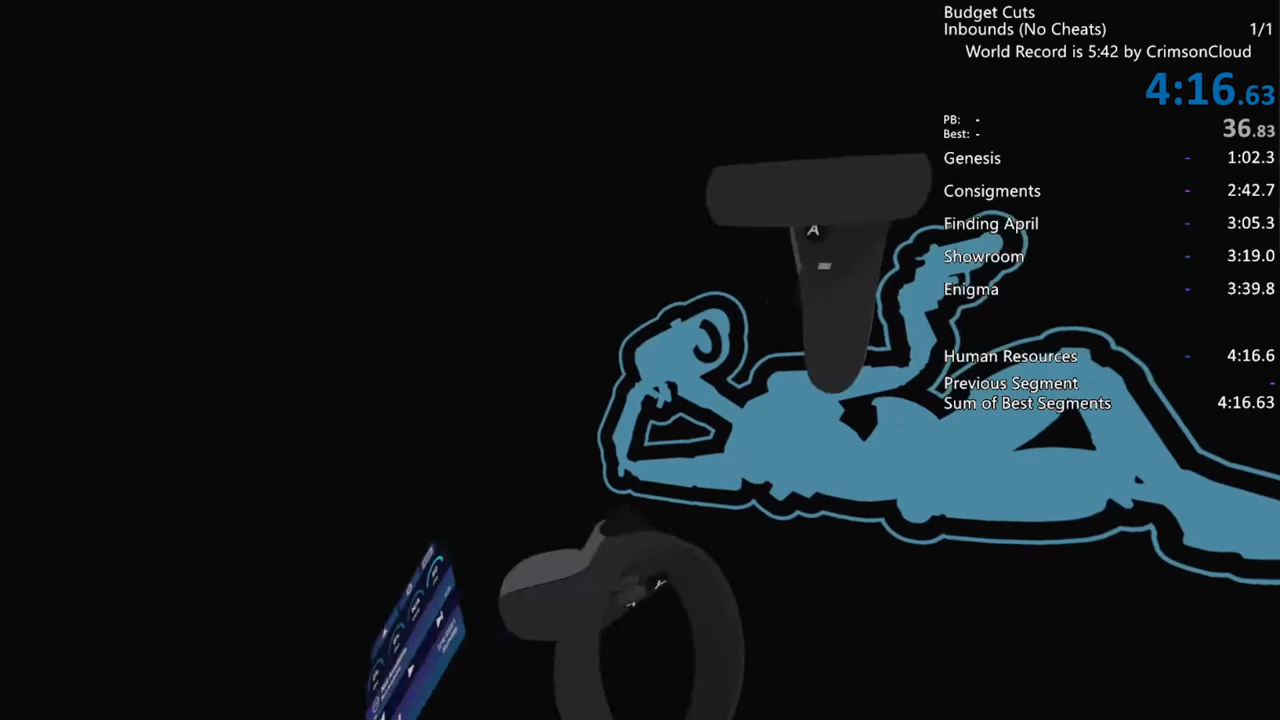 Budget Cuts
Inbounds (No Cheats) 1/1
World Record is 5:42 by CrimsonCloud
4:16.63
PB: -
Best: -
36.83
Genesis - 1:02.3
Consigments - 2:42.7
Finding April - 3:05.3
Showroom - 3:19.0
Enigma - 3:39.8
Human Resources - 4:16.6
Previous Segment -
Sum of Best Segments 4:16.63
A